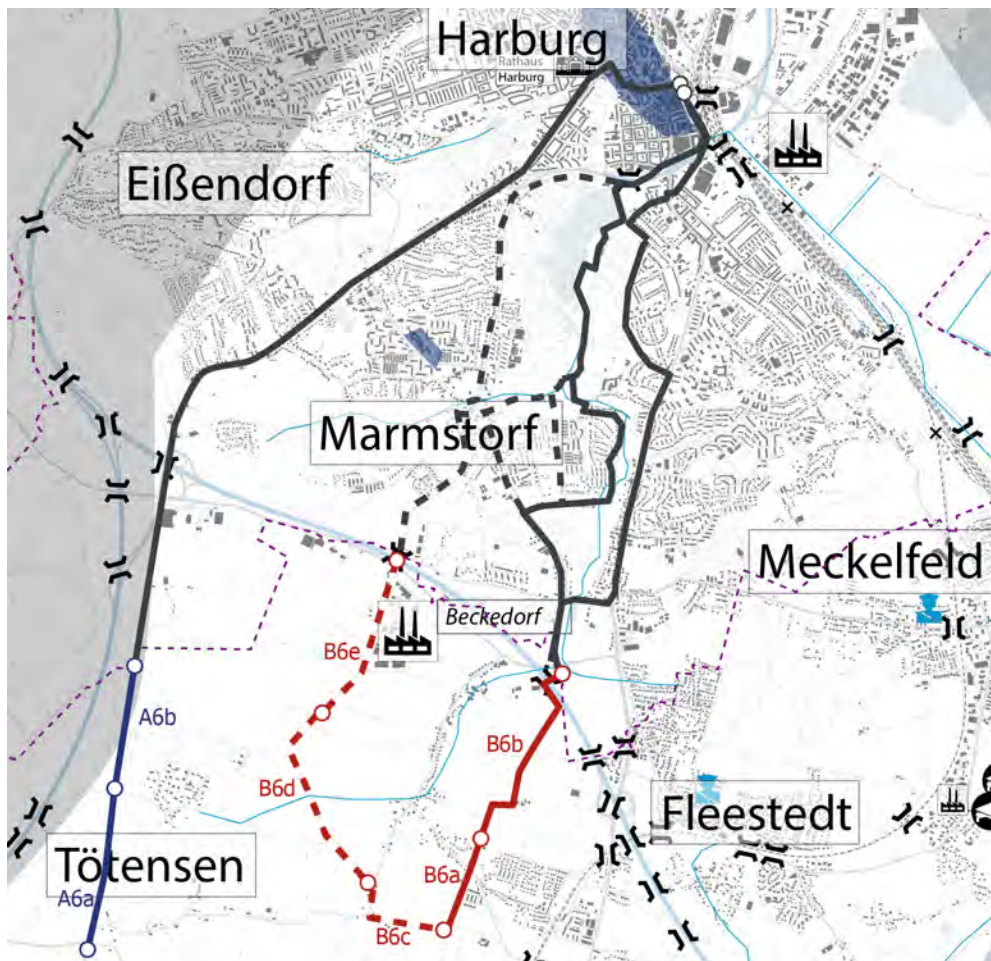 Harburg
Rathaus
Harburg
Eißendorf
Marmstorf
Meckelfeld
Beckedorf
B6e
A6b
B6b
B6d
Fleestedt
Tötensen
B6a
A6a
B6c